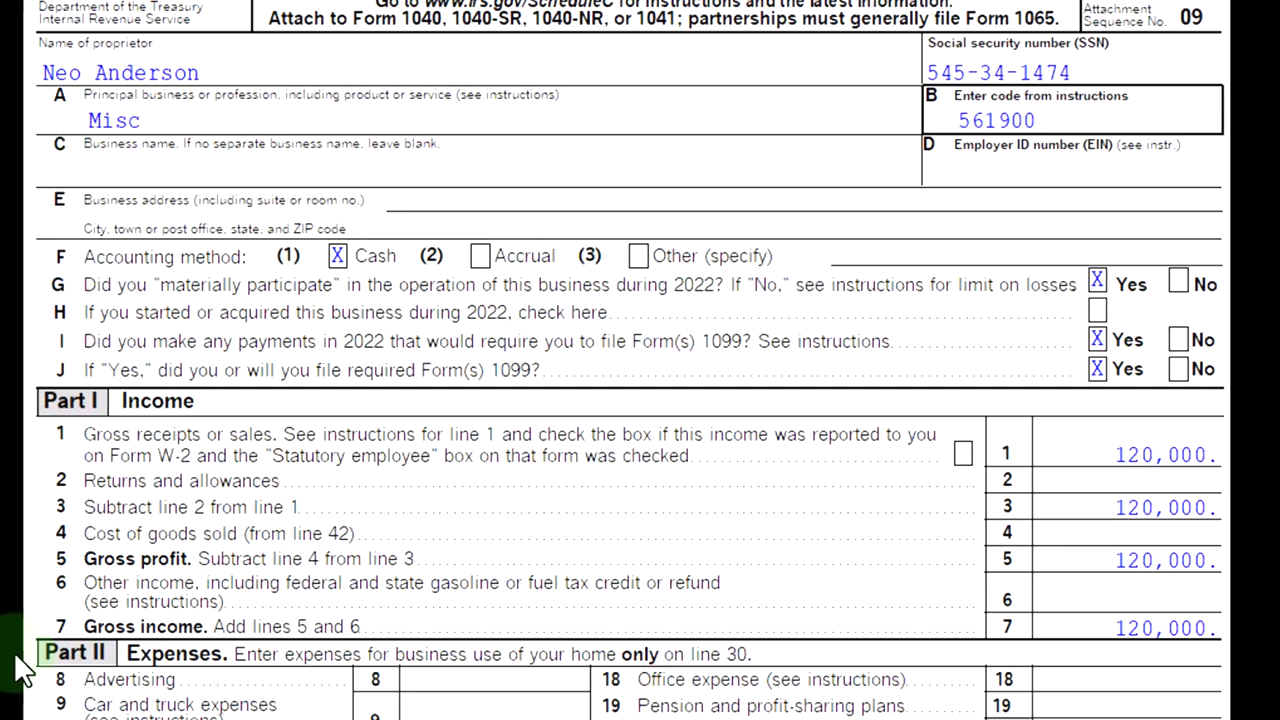 Department of the Treasury
Internal Revenue Service
Go to www.irs.gov/ScheduleC for instructions and the latest information.
Attach to Form 1040, 1040-SR, 1040-NR, or 1041; partnerships must generally file Form 1065.
Attachment
Sequence No. 09
Name of proprietor
Social security number (SSN)
Neo Anderson
545-34-1474
A Principal business or profession, including product or service (see instructions)
B Enter code from instructions
Misc
561900
C Business name. If no separate business name, leave blank.
D Employer ID number (EIN) (see instr.)
E Business address (including suite or room no.)
City, town or post office, state, and ZIP code
F Accounting method: (1) X Cash (2) Accrual (3) Other (specify)
G Did you "materially participate" in the operation of this business during 2022? If "No," see instructions for limit on losses X Yes No
H If you started or acquired this business during 2022, check here
I Did you make any payments in 2022 that would require you to file Form(s) 1099? See instructions. X Yes No
J If "Yes," did you or will you file required Form(s) 1099? X Yes No
Part I Income
1 Gross receipts or sales. See instructions for line 1 and check the box if this income was reported to you
on Form W-2 and the "Statutory employee" box on that form was checked 1 120,000.
2 Returns and allowances 2
3 Subtract line 2 from line 1 3 120,000.
4 Cost of goods sold (from line 42) 4
5 Gross profit. Subtract line 4 from line 3 5 120,000.
6 Other income, including federal and state gasoline or fuel tax credit or refund
(see instructions) 6
7 Gross income. Add lines 5 and 6 7 120,000.
Part II Expenses. Enter expenses for business use of your home only on line 30.
8 Advertising 8
18 Office expense (see instructions) 18
9 Car and truck expenses
(see instructions) 9
19 Pension and profit-sharing plans 19